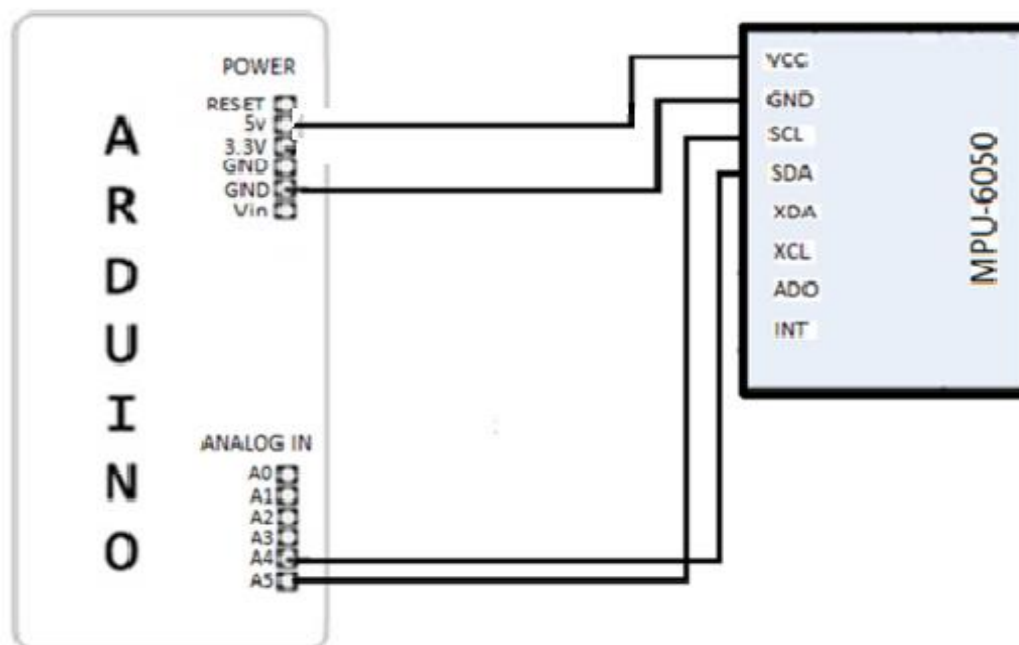 ARDUINO
POWER
RESET
5v
3.3V
GND
GND
Vin
ANALOG IN
A0
A1
A2
A3
A4
A5
VCC
GND
SCL
SDA
XDA
XCL
ADO
INT
MPU-6050